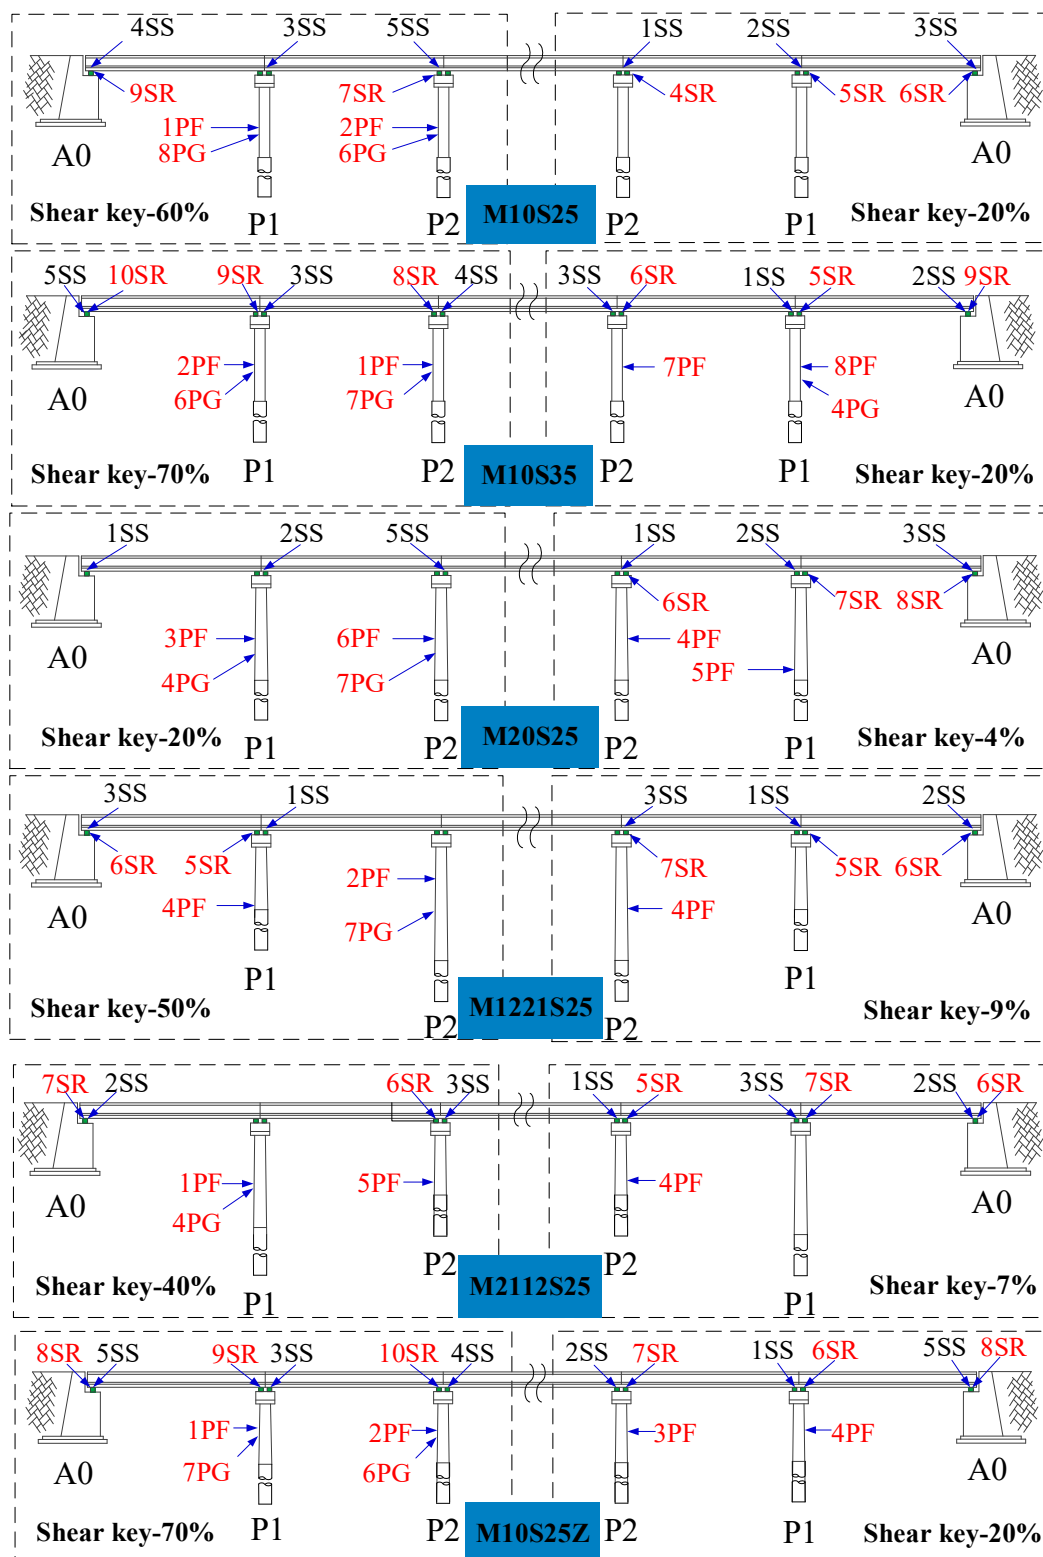 4SS 3SS 5SS 1SS 2SS 3SS
9SR 7SR 4SR 5SR 6SR
1PF 2PF
8PG 6PG
A0 A0
Shear key-60% P1 P2 M10S25 P2 P1 Shear key-20%
5SS 10SR 9SR 3SS 8SR 4SS 3SS 6SR 1SS 5SR 2SS 9SR
2PF 1PF 7PF 8PF
6PG 7PG 4PG
A0 A0
Shear key-70% P1 P2 M10S35 P2 P1 Shear key-20%
1SS 2SS 5SS 1SS 2SS 3SS
6SR 7SR 8SR
3PF 6PF 4PF
A0 A0
4PG 7PG 5PF
Shear key-20% P1 P2 M20S25 P2 P1 Shear key-4%
3SS 1SS 3SS 1SS 2SS
6SR 5SR 7SR 5SR 6SR
2PF
4PF 4PF
A0 A0
7PG
P1 P1
Shear key-50% P2 M1221S25 P2 Shear key-9%
7SR 2SS 6SR 3SS 1SS 5SR 3SS 7SR 2SS 6SR
1PF 5PF 4PF
4PG
A0 A0
P2 P2
Shear key-40% P1 M2112S25 P1 Shear key-7%
8SR 5SS 9SR 3SS 10SR 4SS 2SS 7SR 1SS 6SR 5SS 8SR
1PF 2PF 3PF 4PF
7PG 6PG
A0 A0
Shear key-70% P1 P2 M10S25Z P2 P1 Shear key-20%